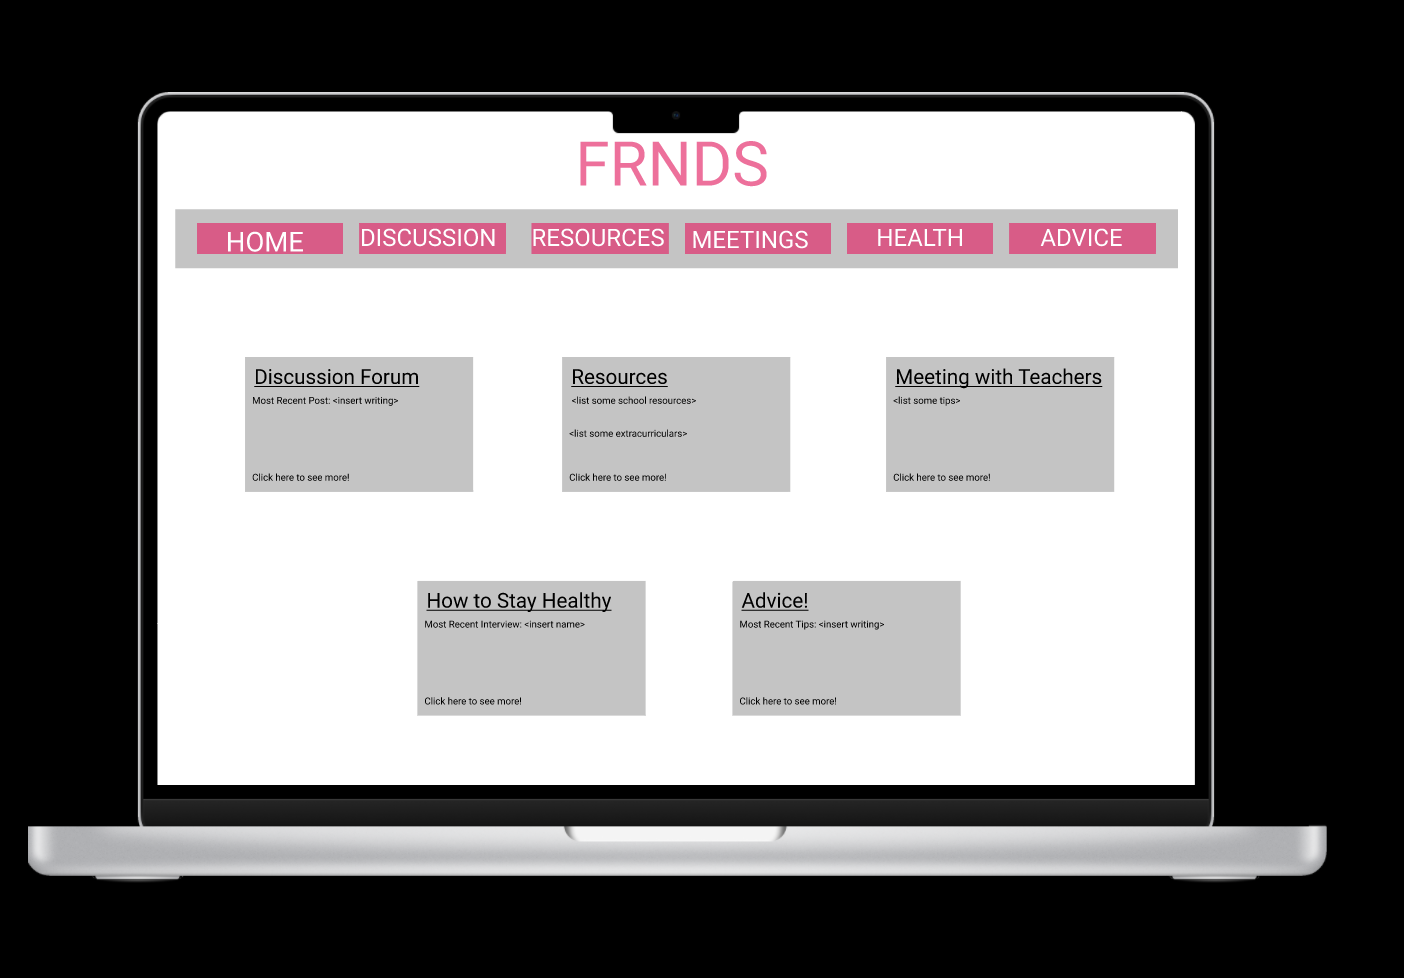 FRNDS
HOME DISCUSSION RESOURCES MEETINGS HEALTH ADVICE
Discussion Forum
Most Recent Post: <insert writing>
Click here to see more!
Resources
<list some school resources>
<list some extracurriculars>
Click here to see more!
Meeting with Teachers
<list some tips>
Click here to see more!
How to Stay Healthy
Most Recent Interview: <insert name>
Click here to see more!
Advice!
Most Recent Tips: <insert writing>
Click here to see more!